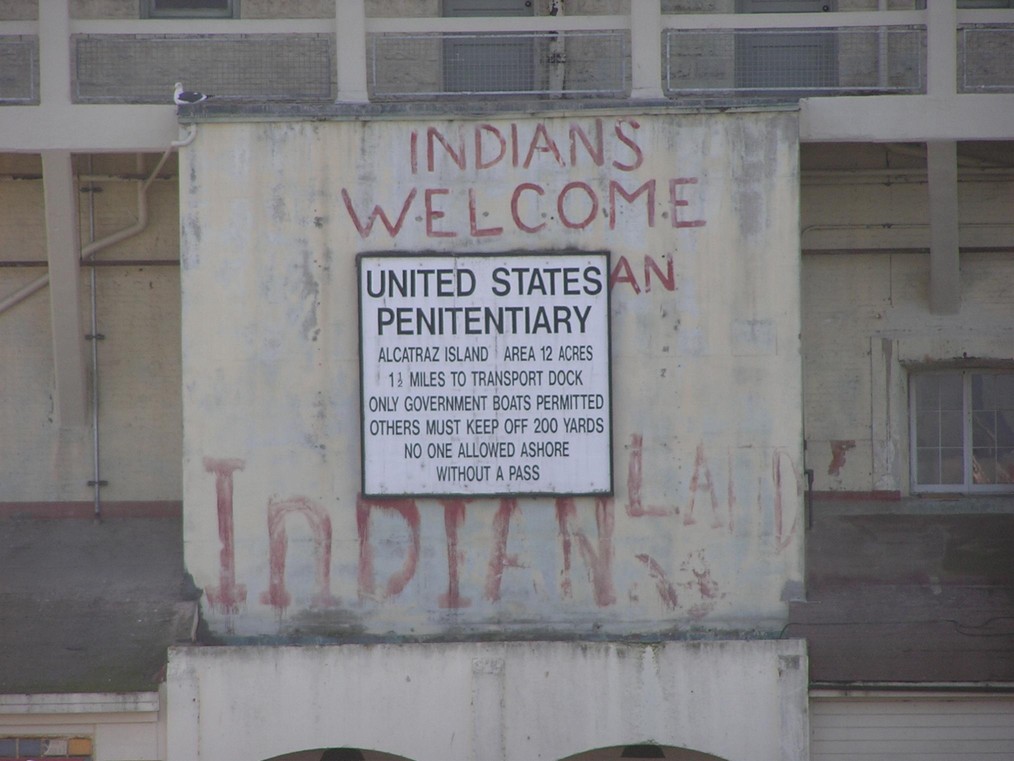 INDIANS
WELCOME
AN
UNITED STATES
PENITENTIARY
ALCATRAZ ISLAND AREA 12 ACRES
1½ MILES TO TRANSPORT DOCK
ONLY GOVERNMENT BOATS PERMITTED
OTHERS MUST KEEP OFF 200 YARDS
NO ONE ALLOWED ASHORE
WITHOUT A PASS
InDIAN LAND